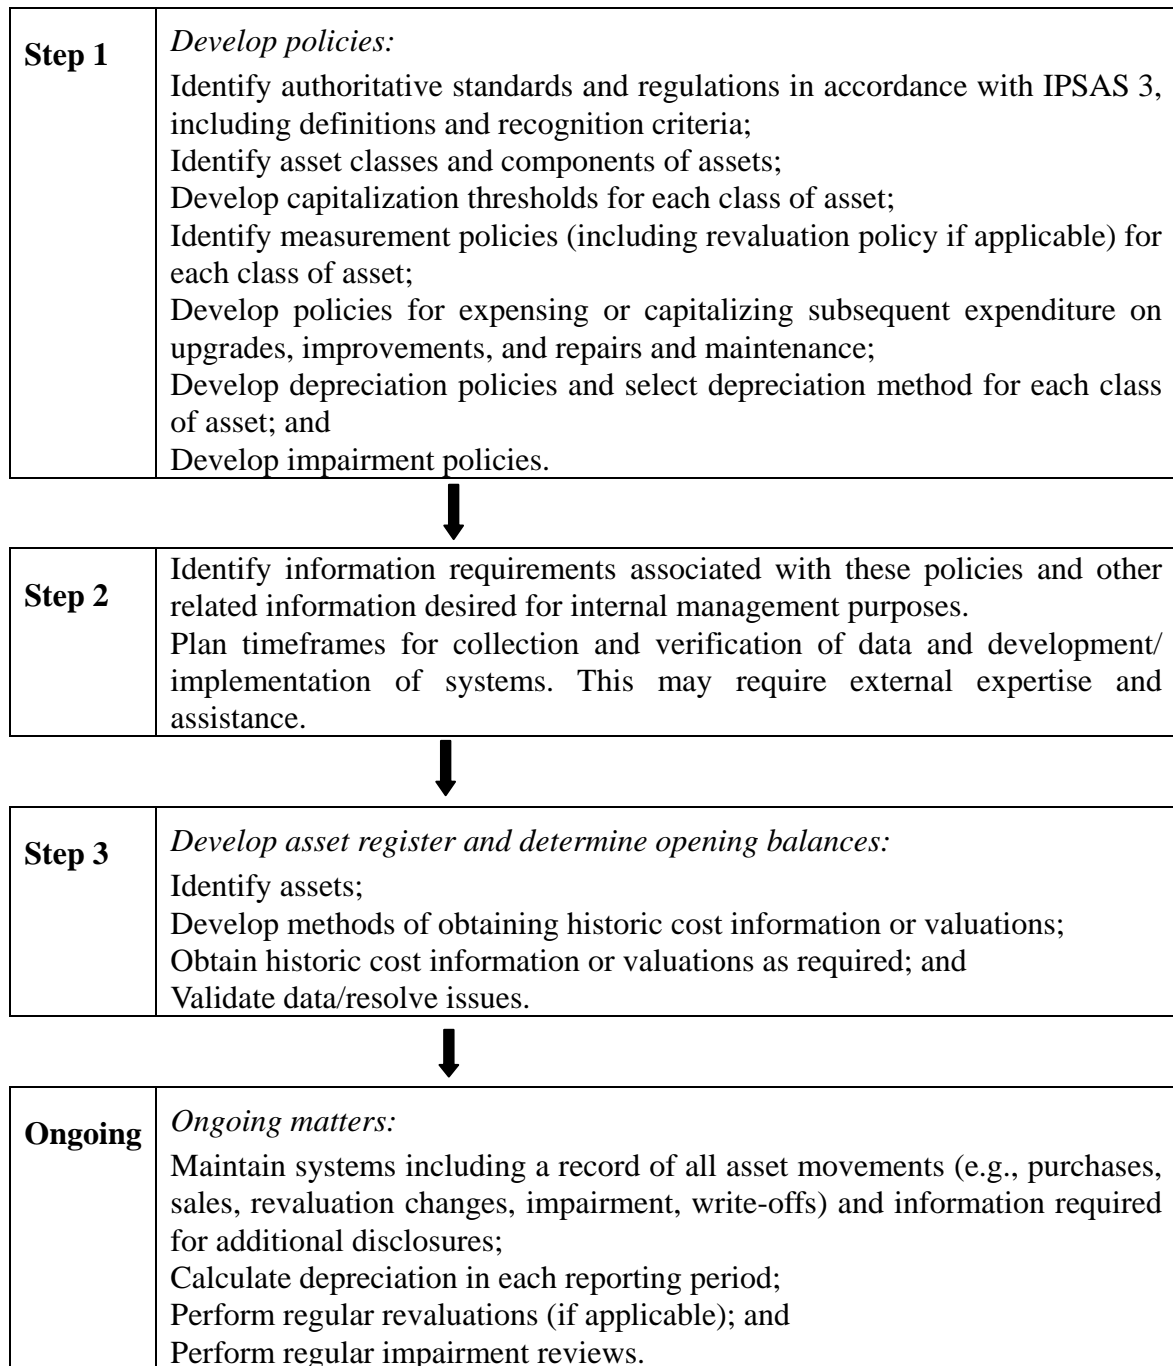 Step 1
Develop policies:
Identify authoritative standards and regulations in accordance with IPSAS 3,
including definitions and recognition criteria;
Identify asset classes and components of assets;
Develop capitalization thresholds for each class of asset;
Identify measurement policies (including revaluation policy if applicable) for
each class of asset;
Develop policies for expensing or capitalizing subsequent expenditure on
upgrades, improvements, and repairs and maintenance;
Develop depreciation policies and select depreciation method for each class
of asset; and
Develop impairment policies.
Step 2
Identify information requirements associated with these policies and other
related information desired for internal management purposes.
Plan timeframes for collection and verification of data and development/
implementation of systems. This may require external expertise and
assistance.
Step 3
Develop asset register and determine opening balances:
Identify assets;
Develop methods of obtaining historic cost information or valuations;
Obtain historic cost information or valuations as required; and
Validate data/resolve issues.
Ongoing
Ongoing matters:
Maintain systems including a record of all asset movements (e.g., purchases,
sales, revaluation changes, impairment, write-offs) and information required
for additional disclosures;
Calculate depreciation in each reporting period;
Perform regular revaluations (if applicable); and
Perform regular impairment reviews.